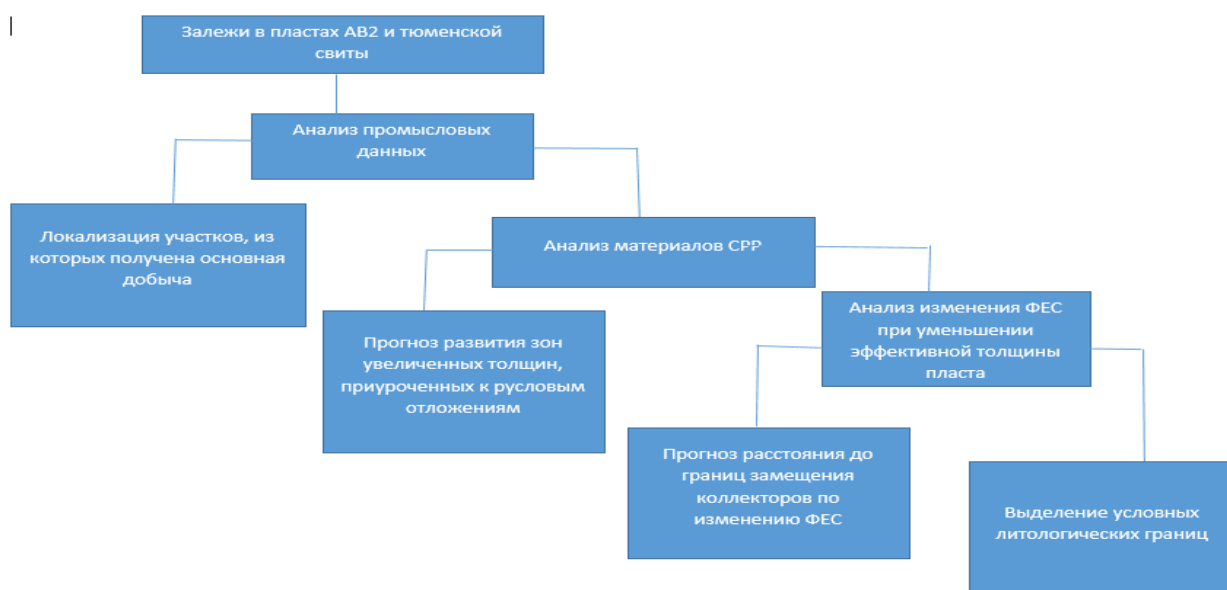 Залежи в пластах АВ2 и тюменской
свиты
Анализ промысловых
данных
Локализация участков, из
которых получена основная
добыча
Анализ материалов СРР
Прогноз развития зон
увеличенных толщин,
приуроченных к русловым
отложениям
Анализ изменения ФЕС
при уменьшении
эффективной толщины
пласта
Прогноз расстояния до
границ замещения
коллекторов по
изменению ФЕС
Выделение условных
литологических границ